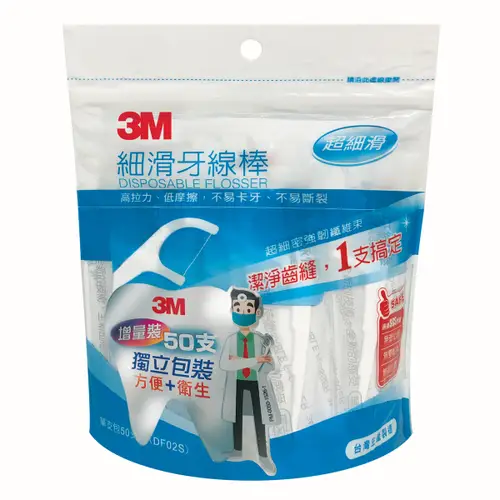 3M
超細滑
細滑牙線棒
DISPOSABLE FLOSSER
高拉力、低摩擦，不易卡牙、不易斷裂
超細密強韌纖維束
潔淨齒縫，1支搞定
3M
增量裝 50支
獨立包裝
方便+衛生
SAFE
(DF02S)